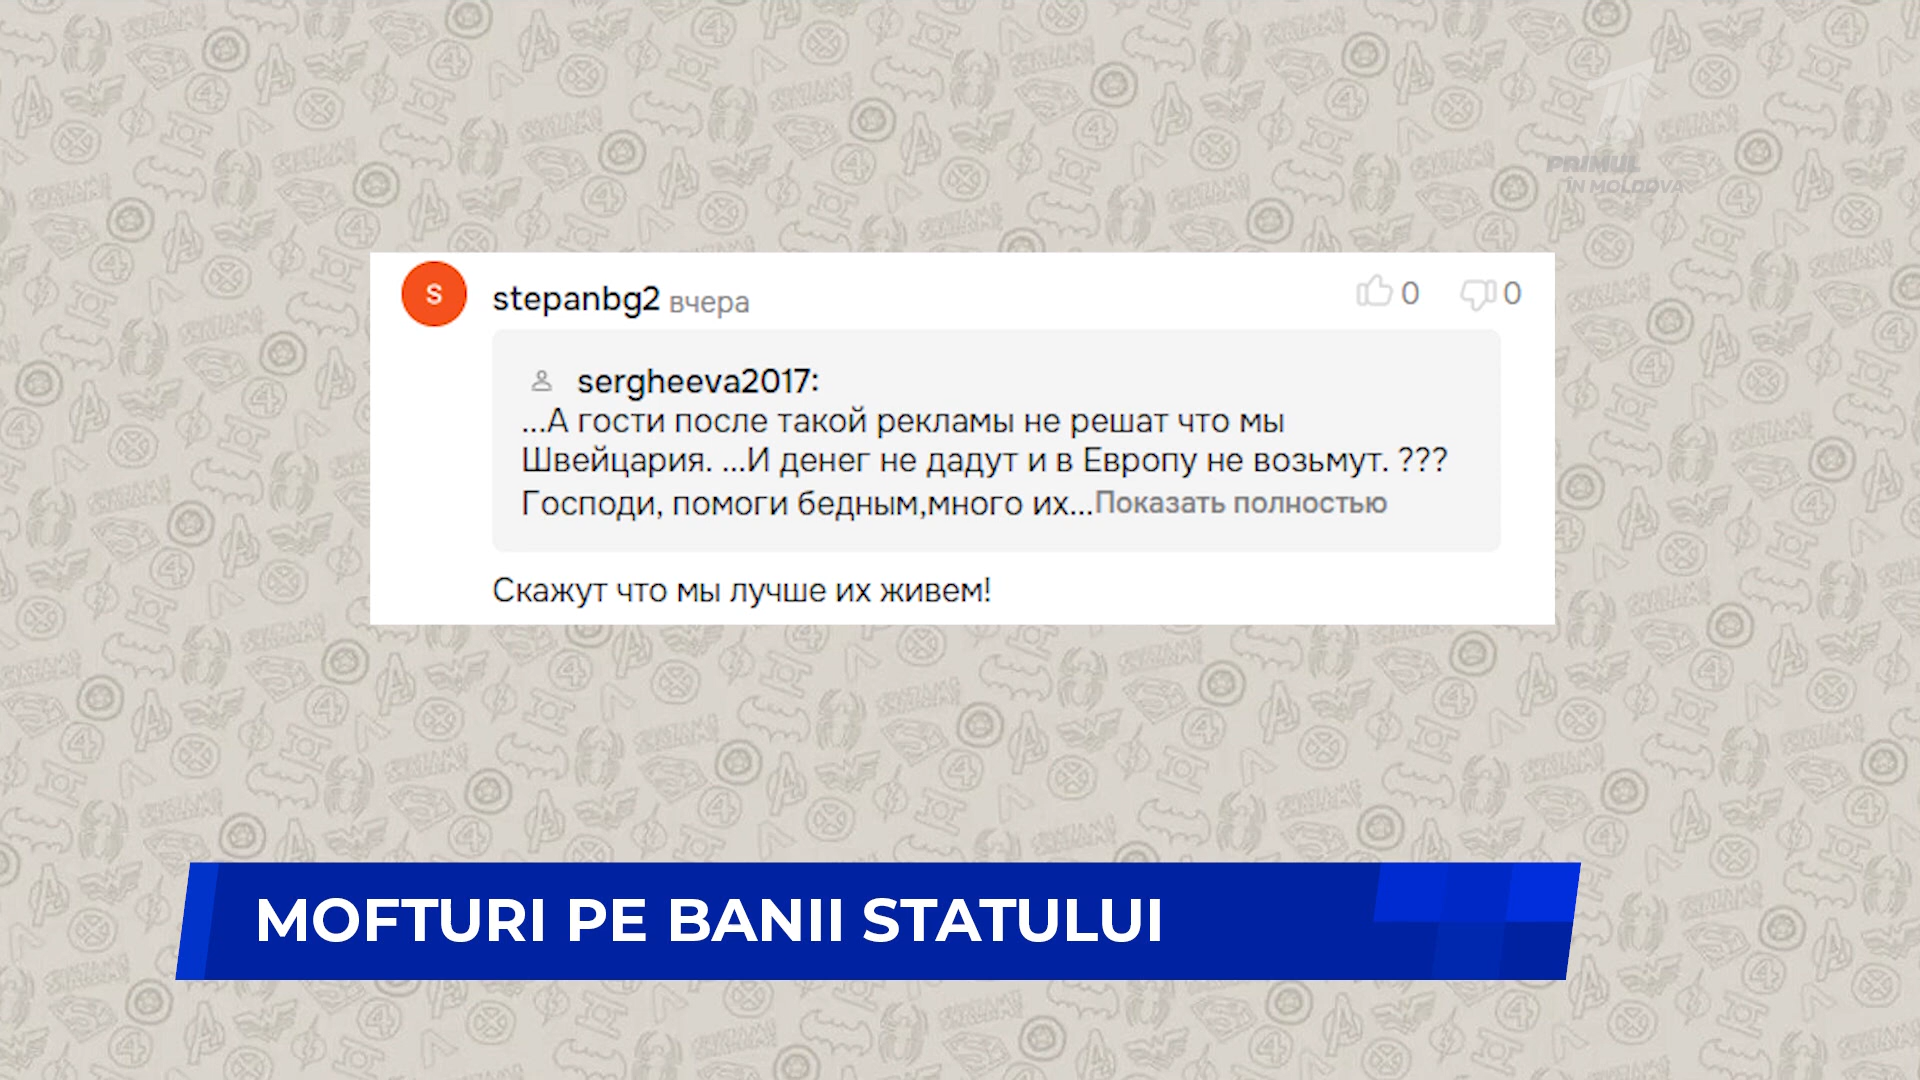 PRIMUL
ÎN MOLDOVA
S
stepanbg2 вчера
0
0
sergheeva2017:
...А гости после такой рекламы не решат что мы
Швейцария. ...И денег не дадут и в Европу не возьмут. ???
Господи, помоги бедным,много их...Показать полностью
Скажут что мы лучше их живем!
MOFTURI PE BANII STATULUI